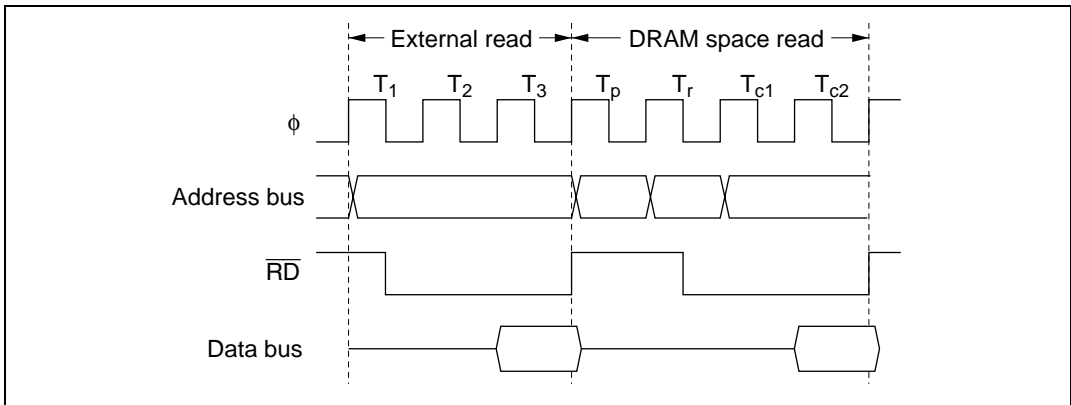 External read DRAM space read
T1 T2 T3 Tp Tr Tc1 Tc2
ϕ
Address bus
RD
Data bus